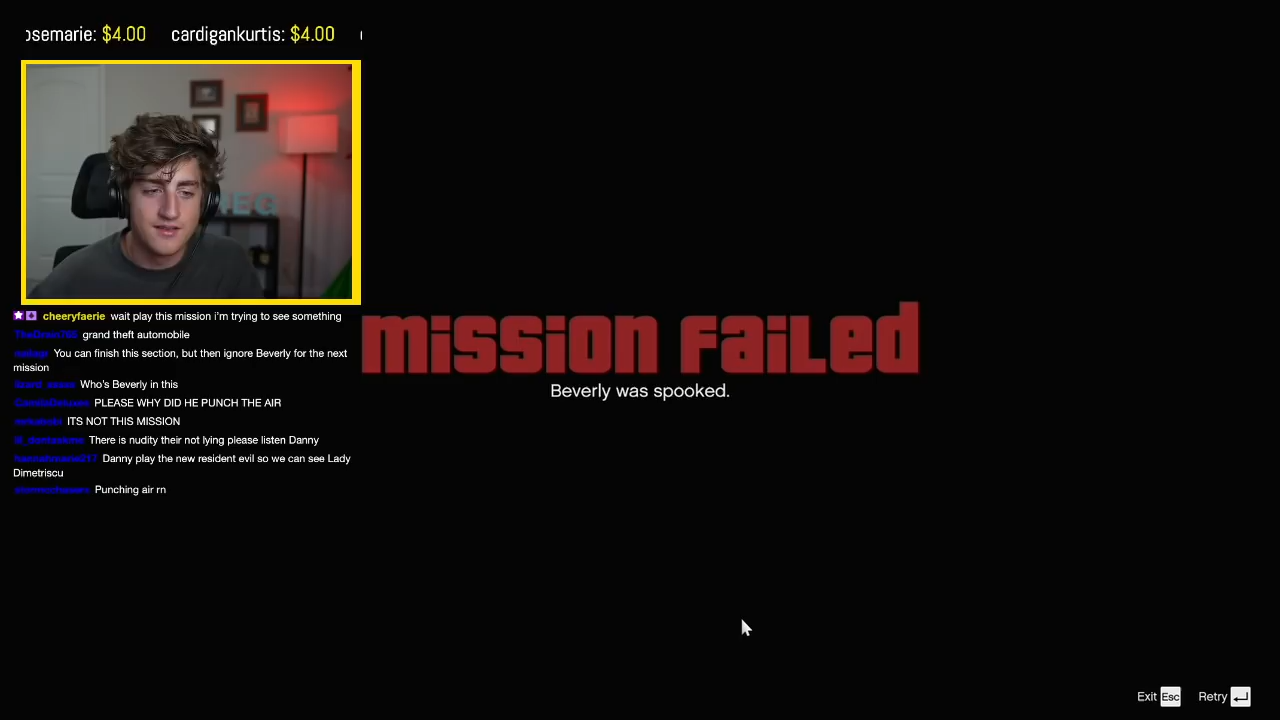 osemarie: $4.00 cardigankurtis: $4.00
cheeryfaerie wait play this mission i'm trying to see something
grand theft automobile
You can finish this section, but then ignore Beverly for the next
mission
Who's Beverly in this
PLEASE WHY DID HE PUNCH THE AIR
ITS NOT THIS MISSION
There is nudity their not lying please listen Danny
Danny play the new resident evil so we can see Lady
Dimetriscu
Punching air rn
mission failed
Beverly was spooked.
Exit Esc Retry